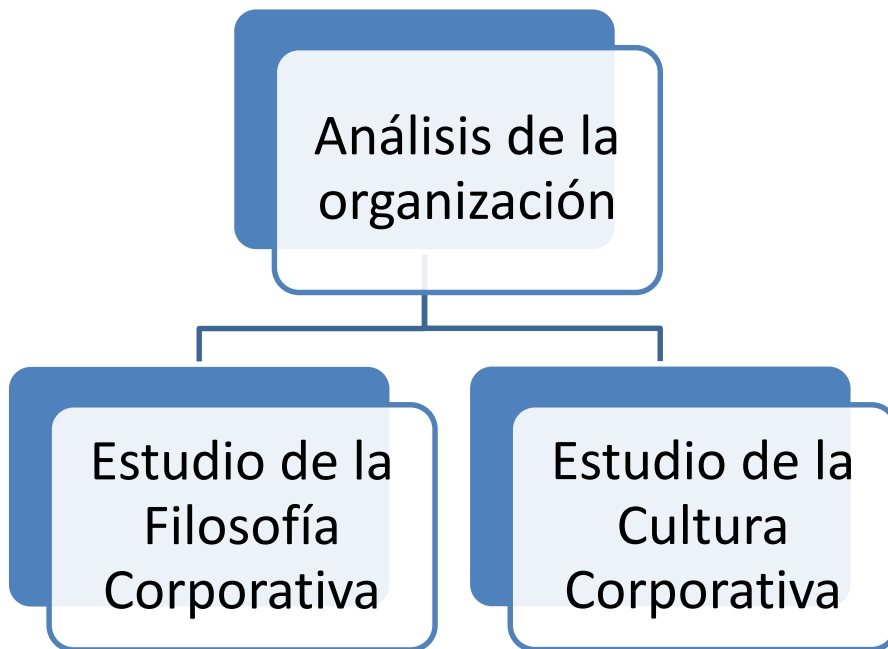 Análisis de la
organización
Estudio de la
Filosofía
Corporativa
Estudio de la
Cultura
Corporativa